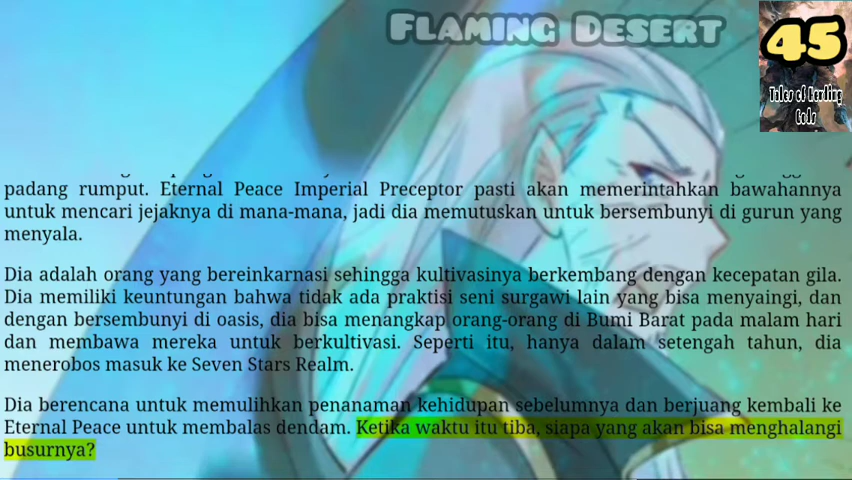 FLAMING DESERT
45
Tales of Herding
Gods
padang rumput. Eternal Peace Imperial Preceptor pasti akan memerintahkan bawahannya
untuk mencari jejaknya di mana-mana, jadi dia memutuskan untuk bersembunyi di gurun yang
menyala.
Dia adalah orang yang bereinkarnasi sehingga kultivasinya berkembang dengan kecepatan gila.
Dia memiliki keuntungan bahwa tidak ada praktisi seni surgawi lain yang bisa menyaingi, dan
dengan bersembunyi di oasis, dia bisa menangkap orang-orang di Bumi Barat pada malam hari
dan membawa mereka untuk berkultivasi. Seperti itu, hanya dalam setengah tahun, dia
menerobos masuk ke Seven Stars Realm.
Dia berencana untuk memulihkan penanaman kehidupan sebelumnya dan berjuang kembali ke
Eternal Peace untuk membalas dendam. Ketika waktu itu tiba, siapa yang akan bisa menghalangi
busurnya?